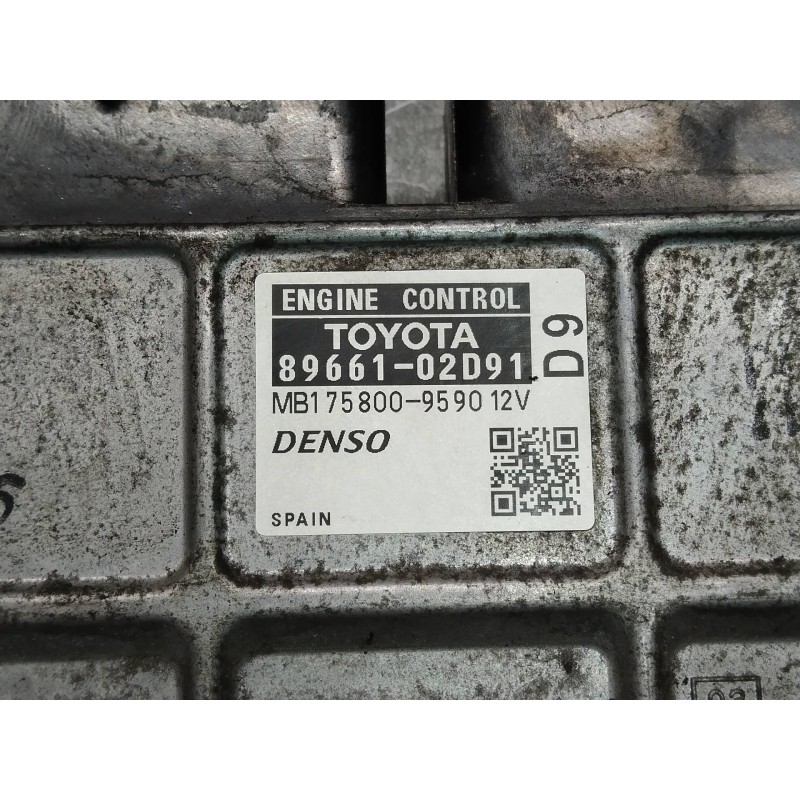 ENGINE CONTROL
TOYOTA
89661-02D91
D9
MB175800-9590 12V
DENSO
SPAIN